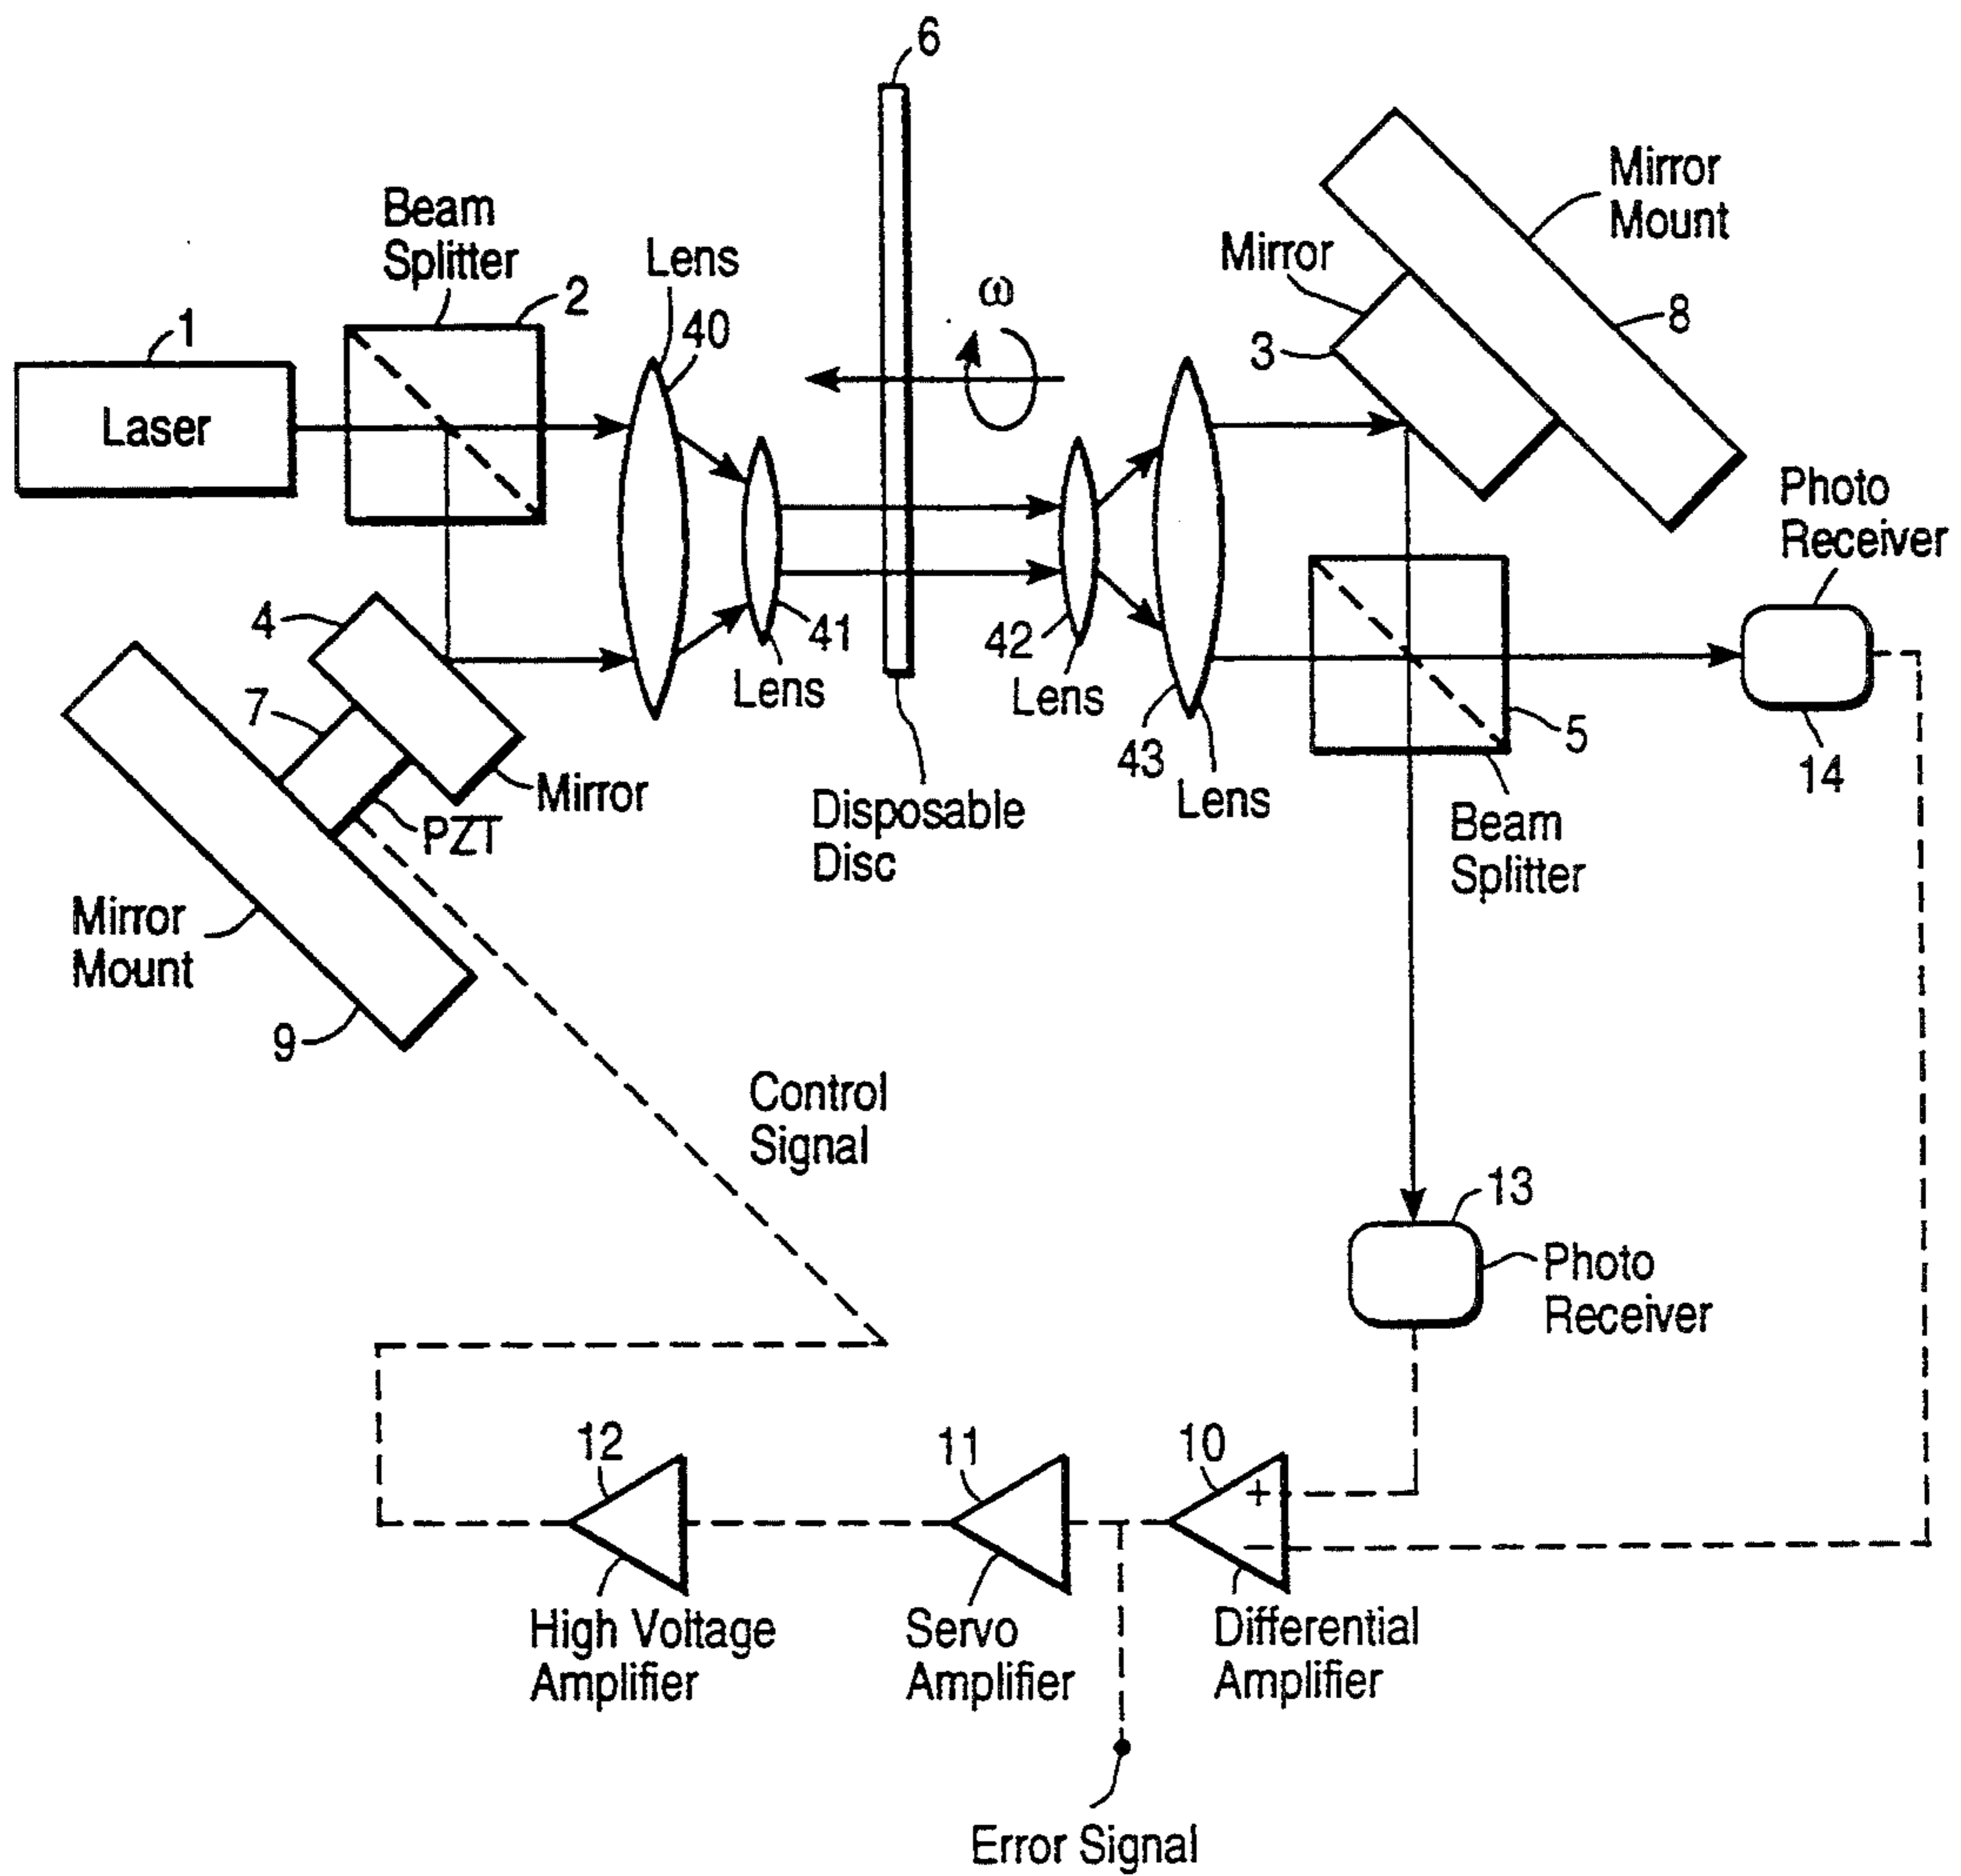 6
Mirror
Mount
Beam
Splitter
Lens
Mirror
ω
2
40
8
1
3
Laser
Photo
Receiver
4
41
42
Lens
Lens
7
5
43
14
Mirror
Lens
PZT
Disposable
Disc
Beam
Splitter
Mirror
Mount
9
Control
Signal
13
Photo
Receiver
12
11
10
+
−
High Voltage
Amplifier
Servo
Amplifier
Differential
Amplifier
Error Signal